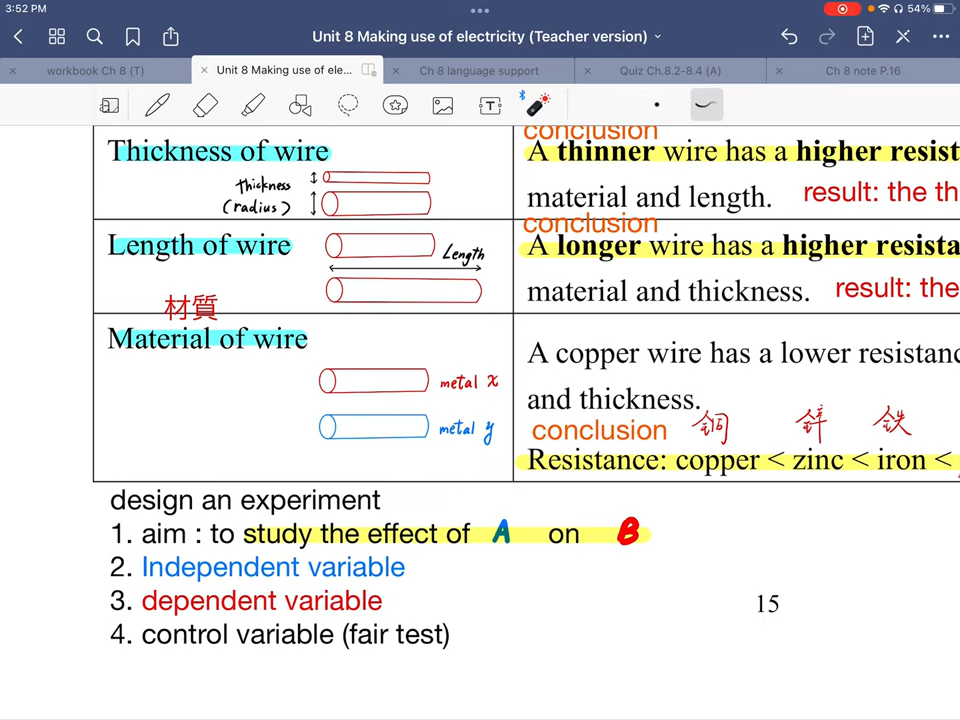 3:52 PM
54%
Unit 8 Making use of electricity (Teacher version)
workbook Ch 8 (T)
Unit 8 Making use of ele...
Ch 8 language support
Quiz Ch.8.2-8.4 (A)
Ch 8 note P.16
Thickness of wire
thickness
(radius)
conclusion
A thinner wire has a higher resist
material and length. result: the th
Length of wire
Length
conclusion
A longer wire has a higher resista
material and thickness. result: the
材質
Material of wire
metal x
metal y
A copper wire has a lower resistanc
and thickness.
銅 鋅 鉄
conclusion
Resistance: copper < zinc < iron <
design an experiment
1. aim : to study the effect of A on B
2. Independent variable
3. dependent variable
4. control variable (fair test)
15